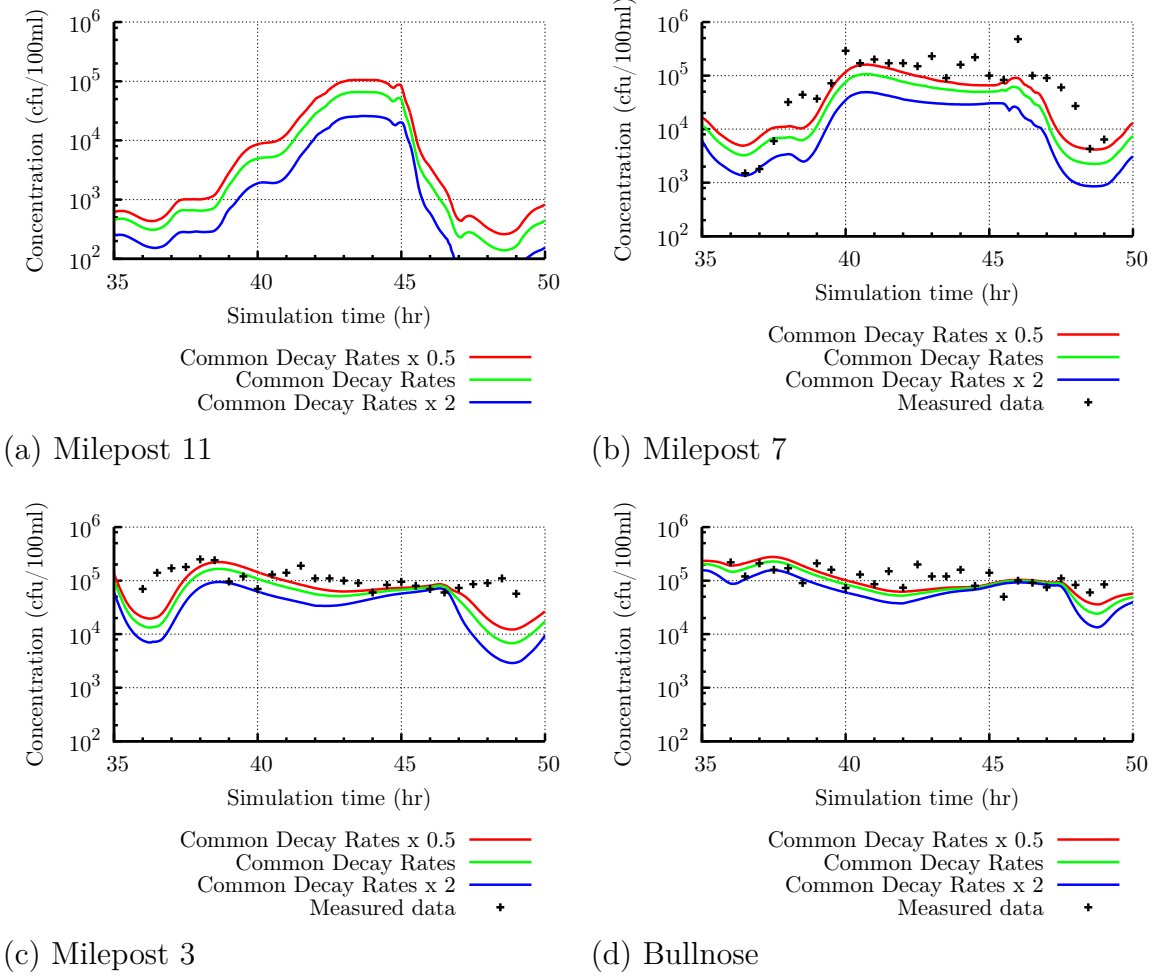 10^6
10^5
10^4
10^3
10^2
Concentration (cfu/100ml)
35 40 45 50
Simulation time (hr)
Common Decay Rates x 0.5
Common Decay Rates
Common Decay Rates x 2
(a) Milepost 11
10^6
10^5
10^4
10^3
10^2
Concentration (cfu/100ml)
35 40 45 50
Simulation time (hr)
Common Decay Rates x 0.5
Common Decay Rates
Common Decay Rates x 2
Measured data
(b) Milepost 7
10^6
10^5
10^4
10^3
10^2
Concentration (cfu/100ml)
35 40 45 50
Simulation time (hr)
Common Decay Rates x 0.5
Common Decay Rates
Common Decay Rates x 2
Measured data
(c) Milepost 3
10^6
10^5
10^4
10^3
10^2
Concentration (cfu/100ml)
35 40 45 50
Simulation time (hr)
Common Decay Rates x 0.5
Common Decay Rates
Common Decay Rates x 2
Measured data
(d) Bullnose